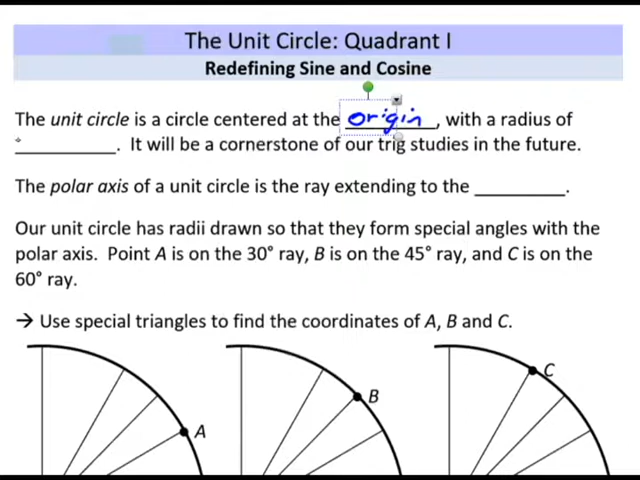 The Unit Circle: Quadrant I
Redefining Sine and Cosine
The unit circle is a circle centered at the origin, with a radius of
__________. It will be a cornerstone of our trig studies in the future.
The polar axis of a unit circle is the ray extending to the _________.
Our unit circle has radii drawn so that they form special angles with the
polar axis. Point A is on the 30° ray, B is on the 45° ray, and C is on the
60° ray.
→ Use special triangles to find the coordinates of A, B and C.
A
B
C